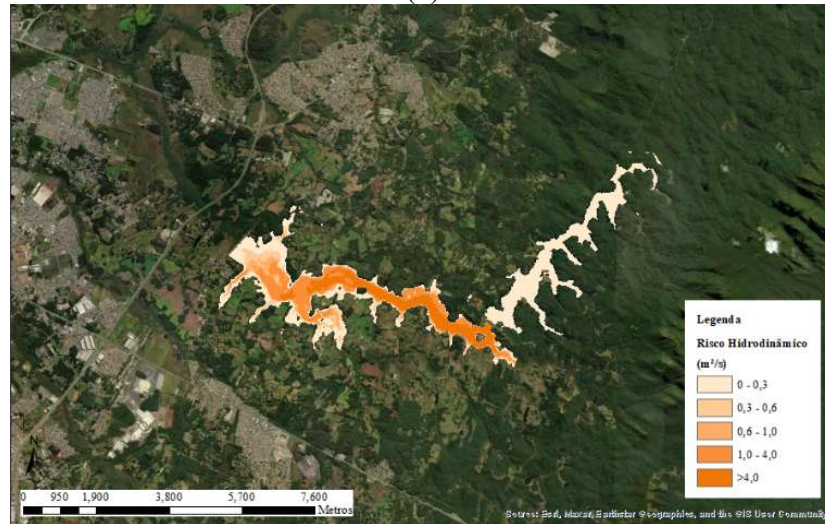 Legenda
Risco Hidrodinâmico
(m²/s)
0 - 0,3
0,3 - 0,6
0,6 - 1,0
1,0 - 4,0
>4,0
N
0 950 1,900 3,800 5,700 7,600
Metros
Source: Esri, Maxar, Earthstar Geographics, and the GIS User Community